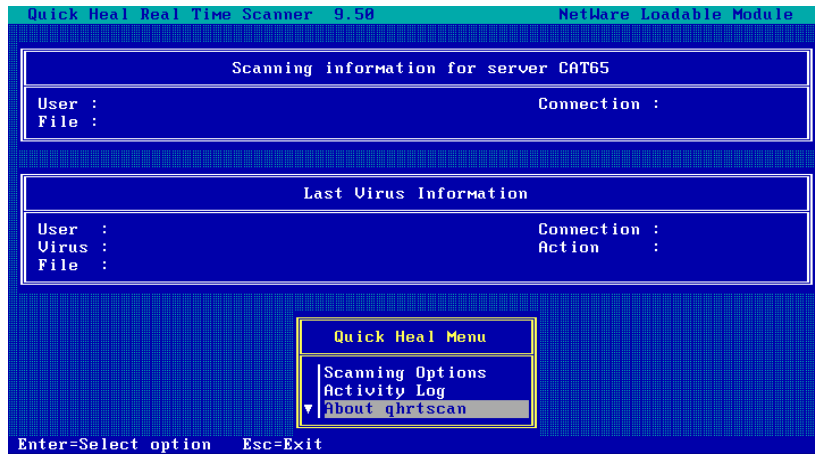 Quick Heal Real Time Scanner 9.50 NetWare Loadable Module
Scanning information for server CAT65
User : Connection :
File :
Last Virus Information
User : Connection :
Virus : Action :
File :
Quick Heal Menu
Scanning Options
Activity Log
About qhrtscan
Enter=Select option Esc=Exit